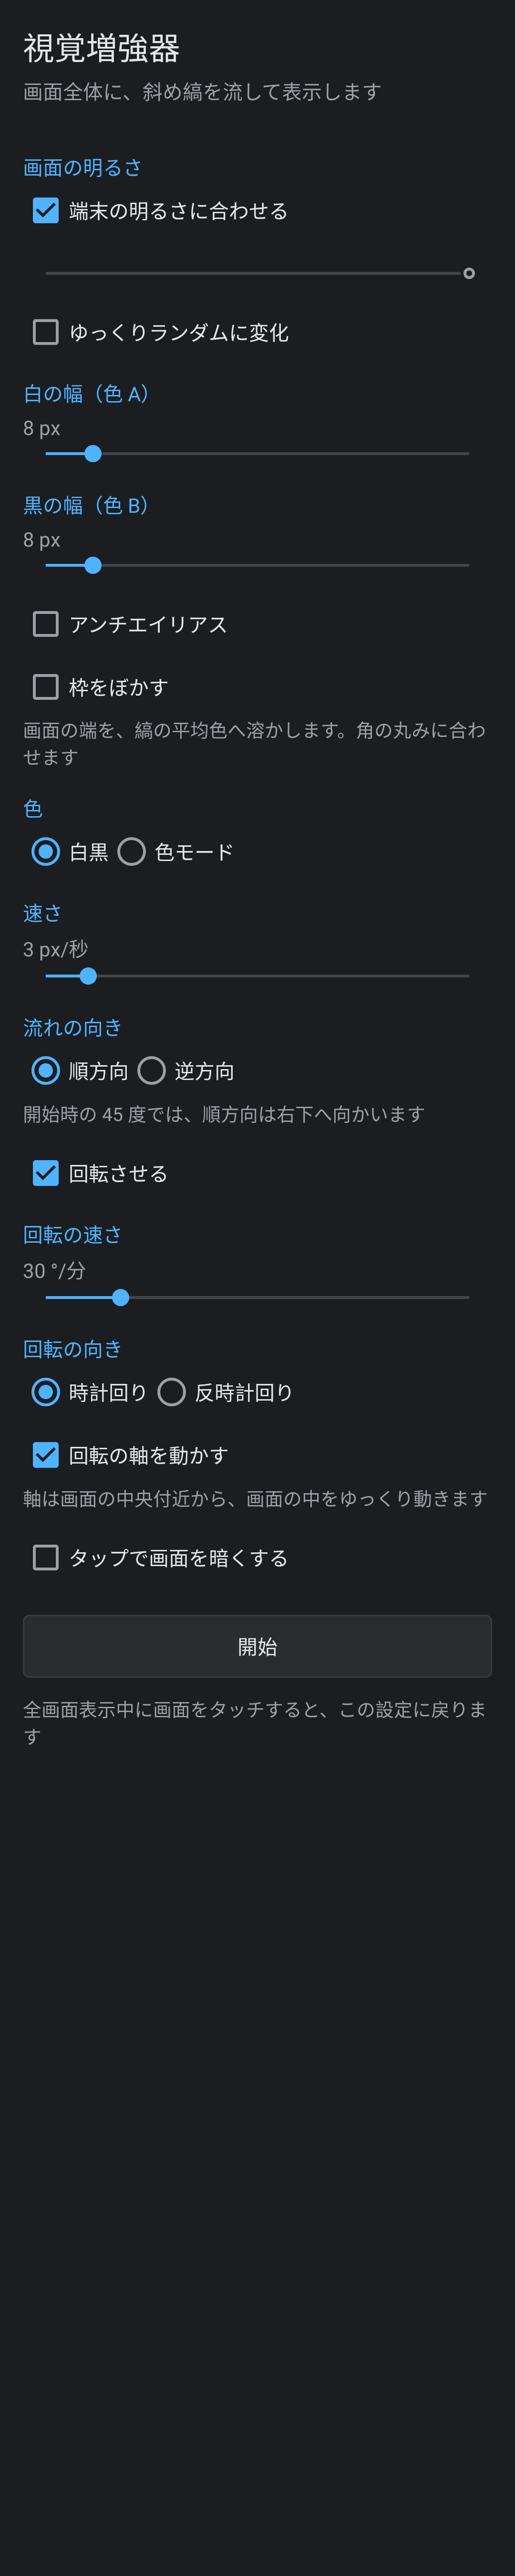 視覚増強器
画面全体に、斜め縞を流して表示します
画面の明るさ
端末の明るさに合わせる
ゆっくりランダムに変化
白の幅（色 A）
8 px
黒の幅（色 B）
8 px
アンチエイリアス
枠をぼかす
画面の端を、縞の平均色へ溶かします。角の丸みに合わ
せます
色
白黒 色モード
速さ
3 px/秒
流れの向き
順方向 逆方向
開始時の 45 度では、順方向は右下へ向かいます
回転させる
回転の速さ
30 °/分
回転の向き
時計回り 反時計回り
回転の軸を動かす
軸は画面の中央付近から、画面の中をゆっくり動きます
タップで画面を暗くする
開始
全画面表示中に画面をタッチすると、この設定に戻りま
す